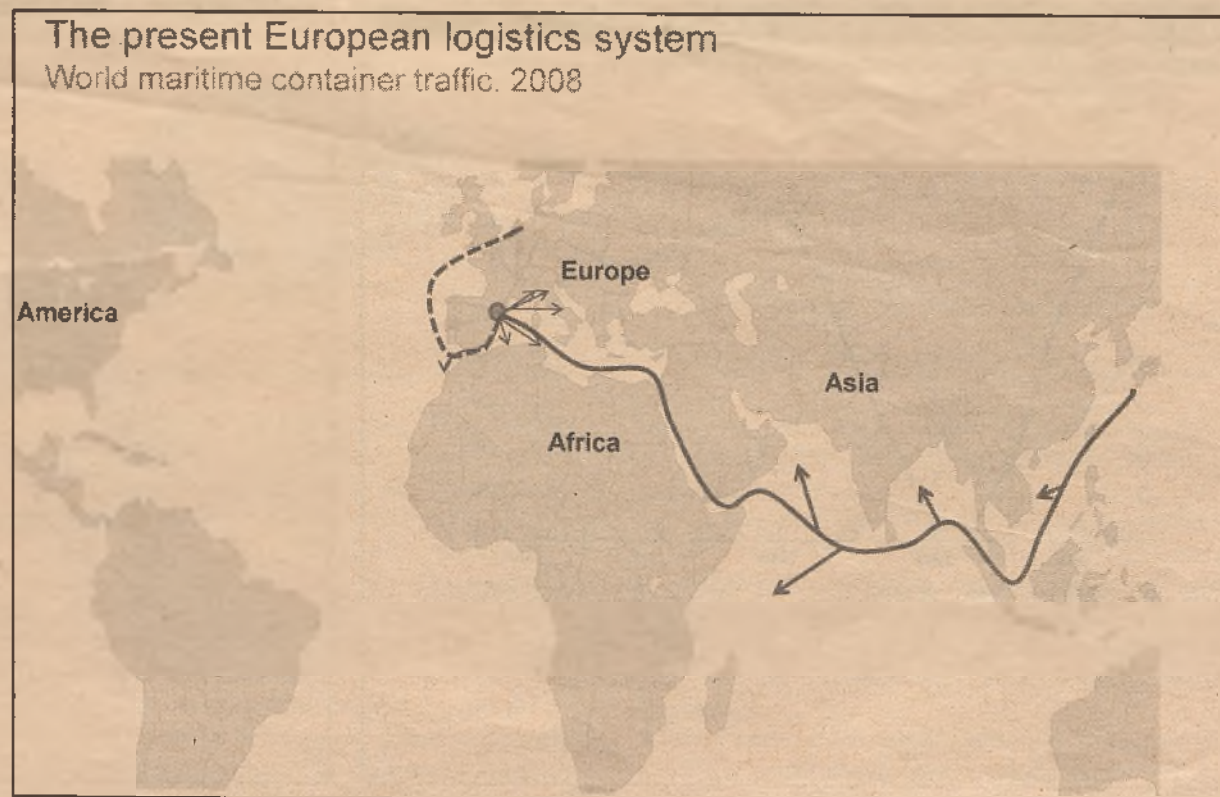 The present European logistics system
World maritime container traffic. 2008
Europe
America
Asia
Africa